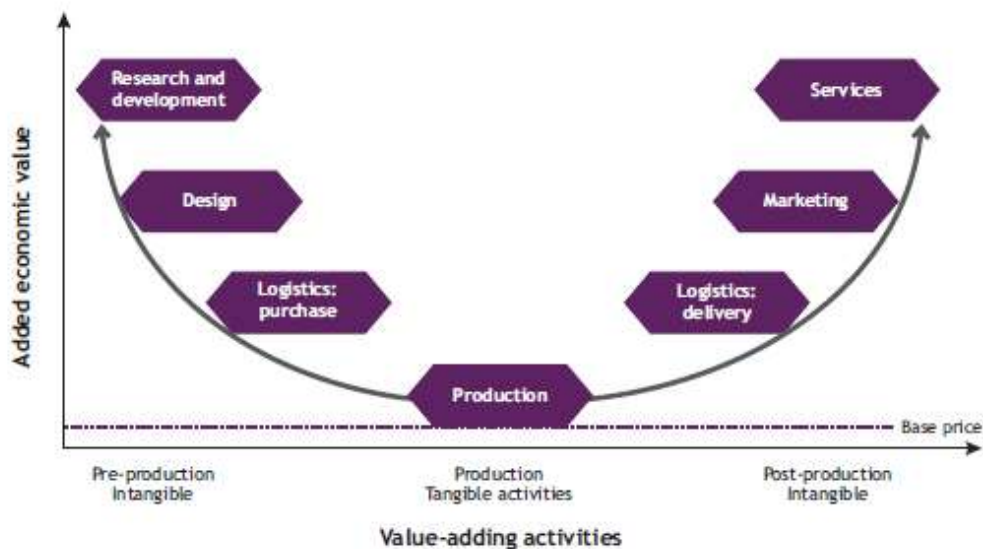 Added economic value
Research and
development
Services
Design
Marketing
Logistics:
purchase
Logistics:
delivery
Production
Base price
Pre-production
Intangible
Production
Tangible activities
Post-production
Intangible
Value-adding activities